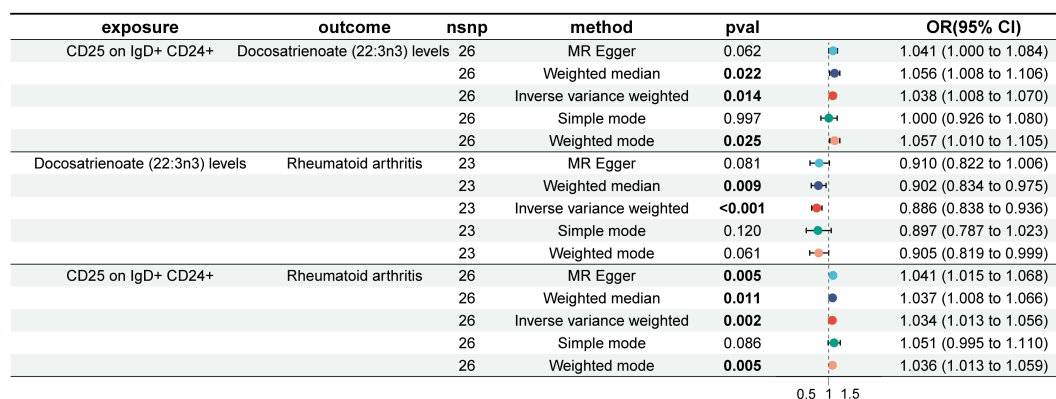 exposure outcome nsnp method pval OR(95% CI)
CD25 on IgD+ CD24+ Docosatrienoate (22:3n3) levels 26 MR Egger 0.062 1.041 (1.000 to 1.084)
26 Weighted median 0.022 1.056 (1.008 to 1.106)
26 Inverse variance weighted 0.014 1.038 (1.008 to 1.070)
26 Simple mode 0.997 1.000 (0.926 to 1.080)
26 Weighted mode 0.025 1.057 (1.010 to 1.105)
Docosatrienoate (22:3n3) levels Rheumatoid arthritis 23 MR Egger 0.081 0.910 (0.822 to 1.006)
23 Weighted median 0.009 0.902 (0.834 to 0.975)
23 Inverse variance weighted <0.001 0.886 (0.838 to 0.936)
23 Simple mode 0.120 0.897 (0.787 to 1.023)
23 Weighted mode 0.061 0.905 (0.819 to 0.999)
CD25 on IgD+ CD24+ Rheumatoid arthritis 26 MR Egger 0.005 1.041 (1.015 to 1.068)
26 Weighted median 0.011 1.037 (1.008 to 1.066)
26 Inverse variance weighted 0.002 1.034 (1.013 to 1.056)
26 Simple mode 0.086 1.051 (0.995 to 1.110)
26 Weighted mode 0.005 1.036 (1.013 to 1.059)
0.5 1 1.5